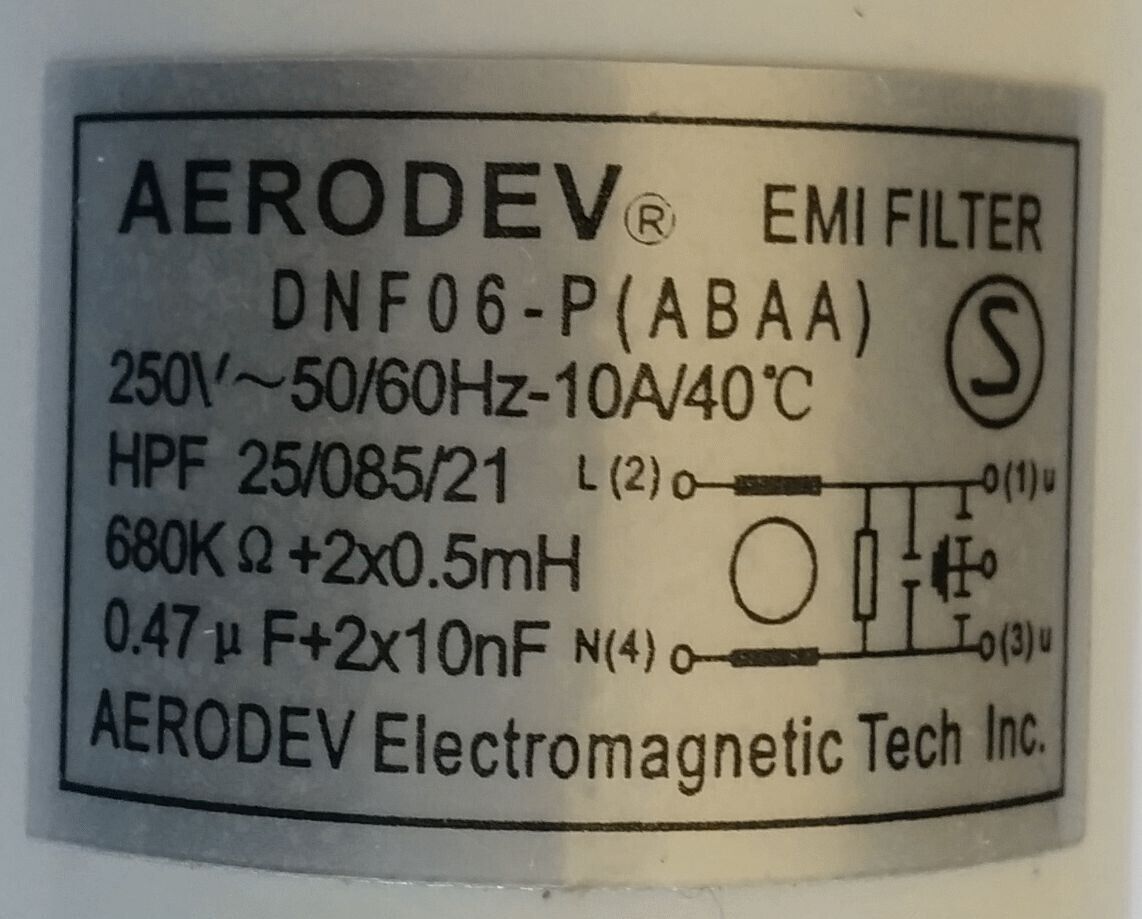 AERODEV® EMI FILTER
DNF06-P(ABAA)
S
250V~50/60Hz-10A/40℃
HPF 25/085/21
L(2) (1)u
680KΩ+2x0.5mH
0.47μF+2x10nF
N(4) (3)u
AERODEV Electromagnetic Tech Inc.